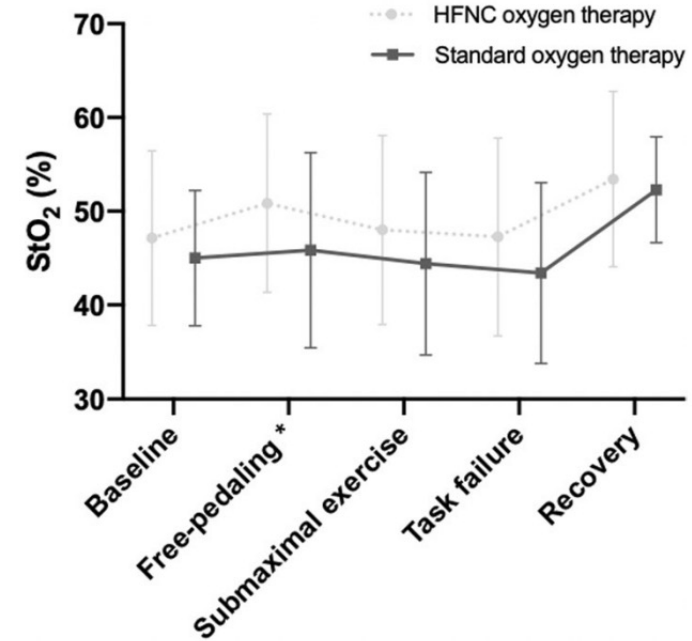 HFNC oxygen therapy
Standard oxygen therapy
StO2 (%)
70
60
50
40
30
Baseline
Free-pedaling *
Submaximal exercise
Task failure
Recovery